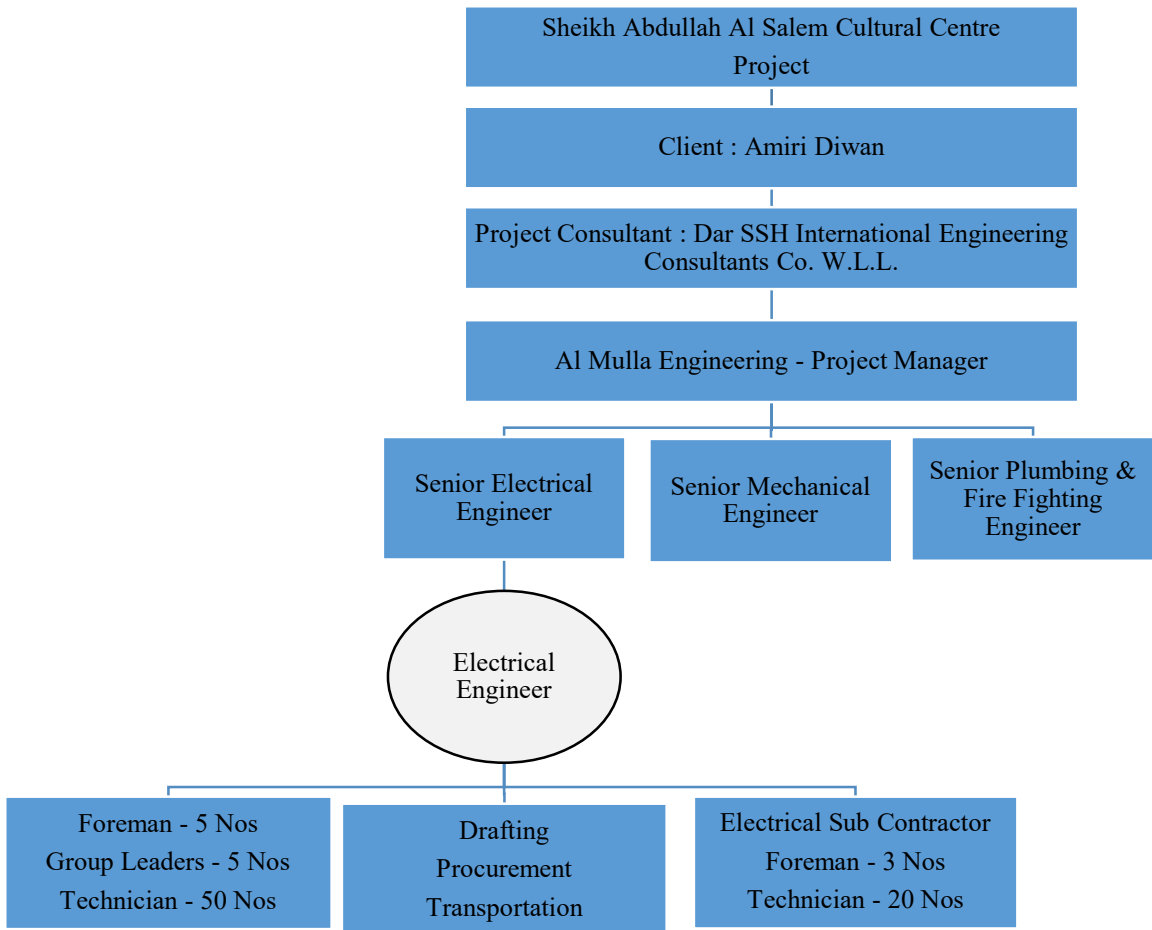 Sheikh Abdullah Al Salem Cultural Centre
Project
Client : Amiri Diwan
Project Consultant : Dar SSH International Engineering
Consultants Co. W.L.L.
Al Mulla Engineering - Project Manager
Senior Electrical
Engineer
Senior Mechanical
Engineer
Senior Plumbing &
Fire Fighting
Engineer
Electrical
Engineer
Foreman - 5 Nos
Group Leaders - 5 Nos
Technician - 50 Nos
Drafting
Procurement
Transportation
Electrical Sub Contractor
Foreman - 3 Nos
Technician - 20 Nos